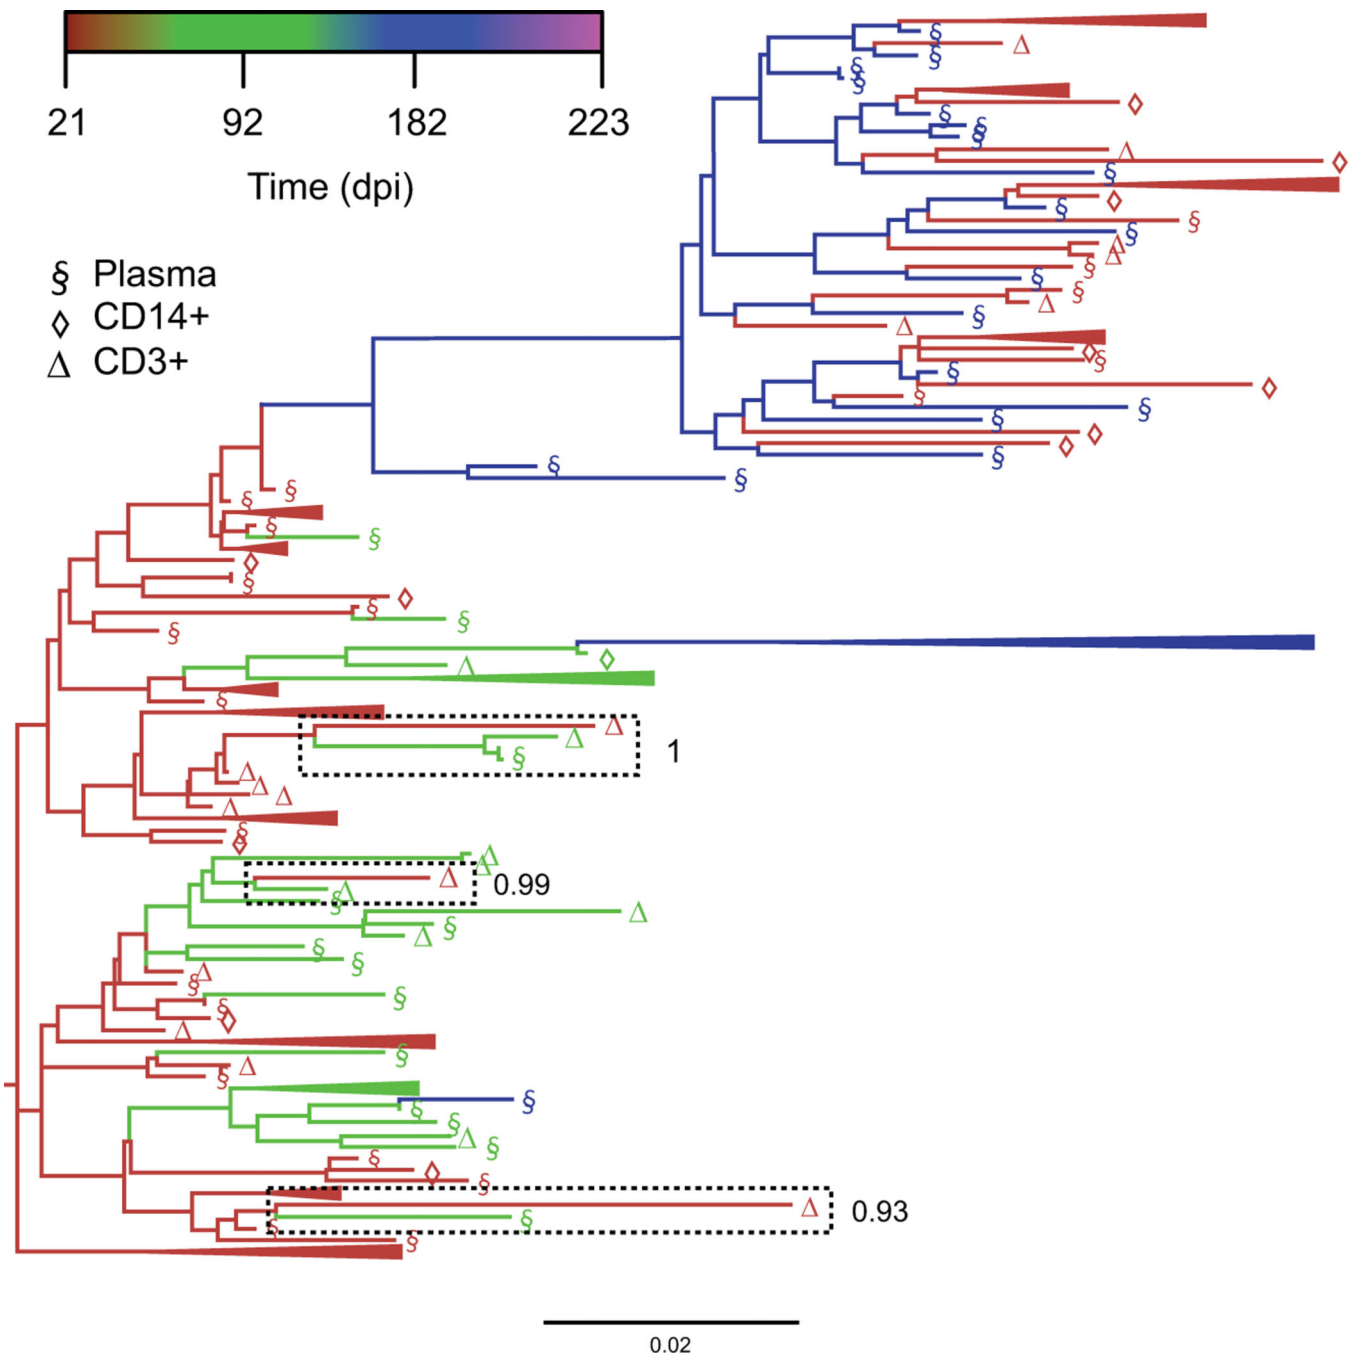 21 92 182 223
Time (dpi)
§ Plasma
◊ CD14+
Δ CD3+
1
0.99
0.93
0.02